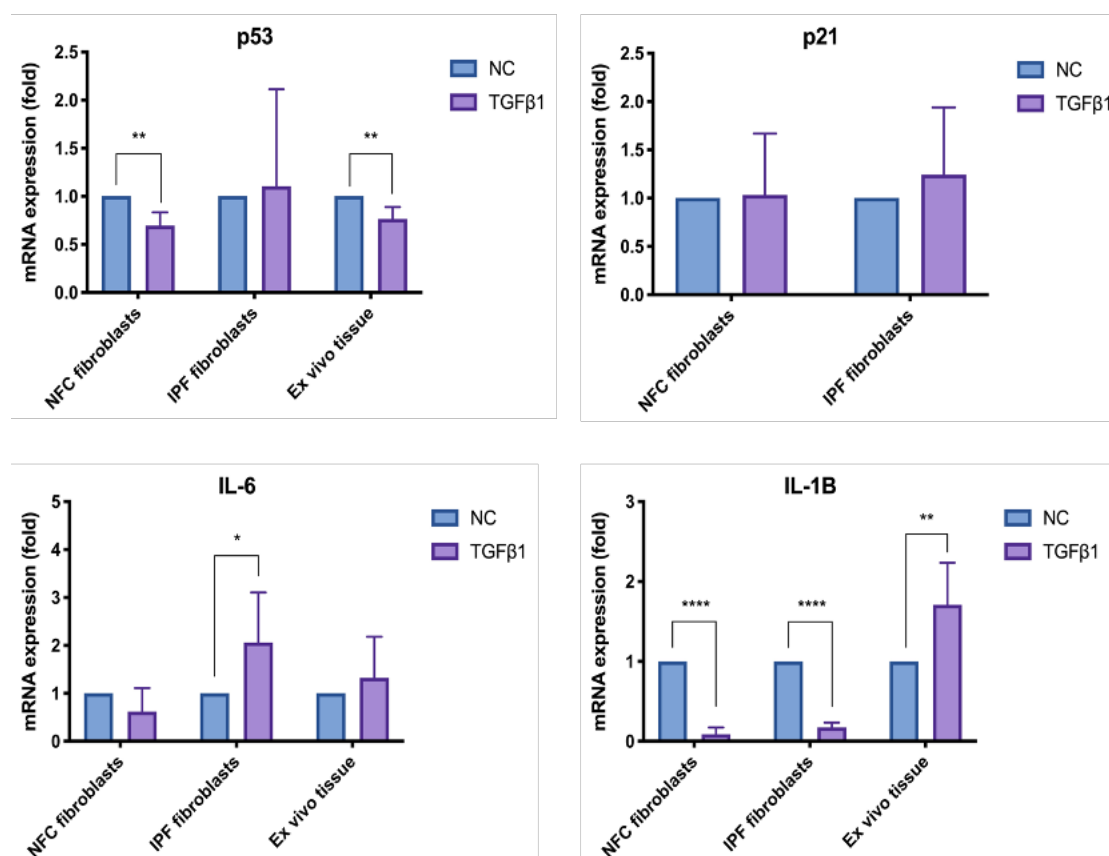 p53
mRNA expression (fold)
2.5
2.0
1.5
1.0
0.5
0.0
**
**
NC
TGFβ1
NFC fibroblasts
IPF fibroblasts
Ex vivo tissue
p21
mRNA expression (fold)
2.5
2.0
1.5
1.0
0.5
0.0
NC
TGFβ1
NFC fibroblasts
IPF fibroblasts
IL-6
mRNA expression (fold)
5
4
3
2
1
0
*
NC
TGFβ1
NFC fibroblasts
IPF fibroblasts
Ex vivo tissue
IL-1B
mRNA expression (fold)
3
2
1
0
****
****
**
NC
TGFβ1
NFC fibroblasts
IPF fibroblasts
Ex vivo tissue